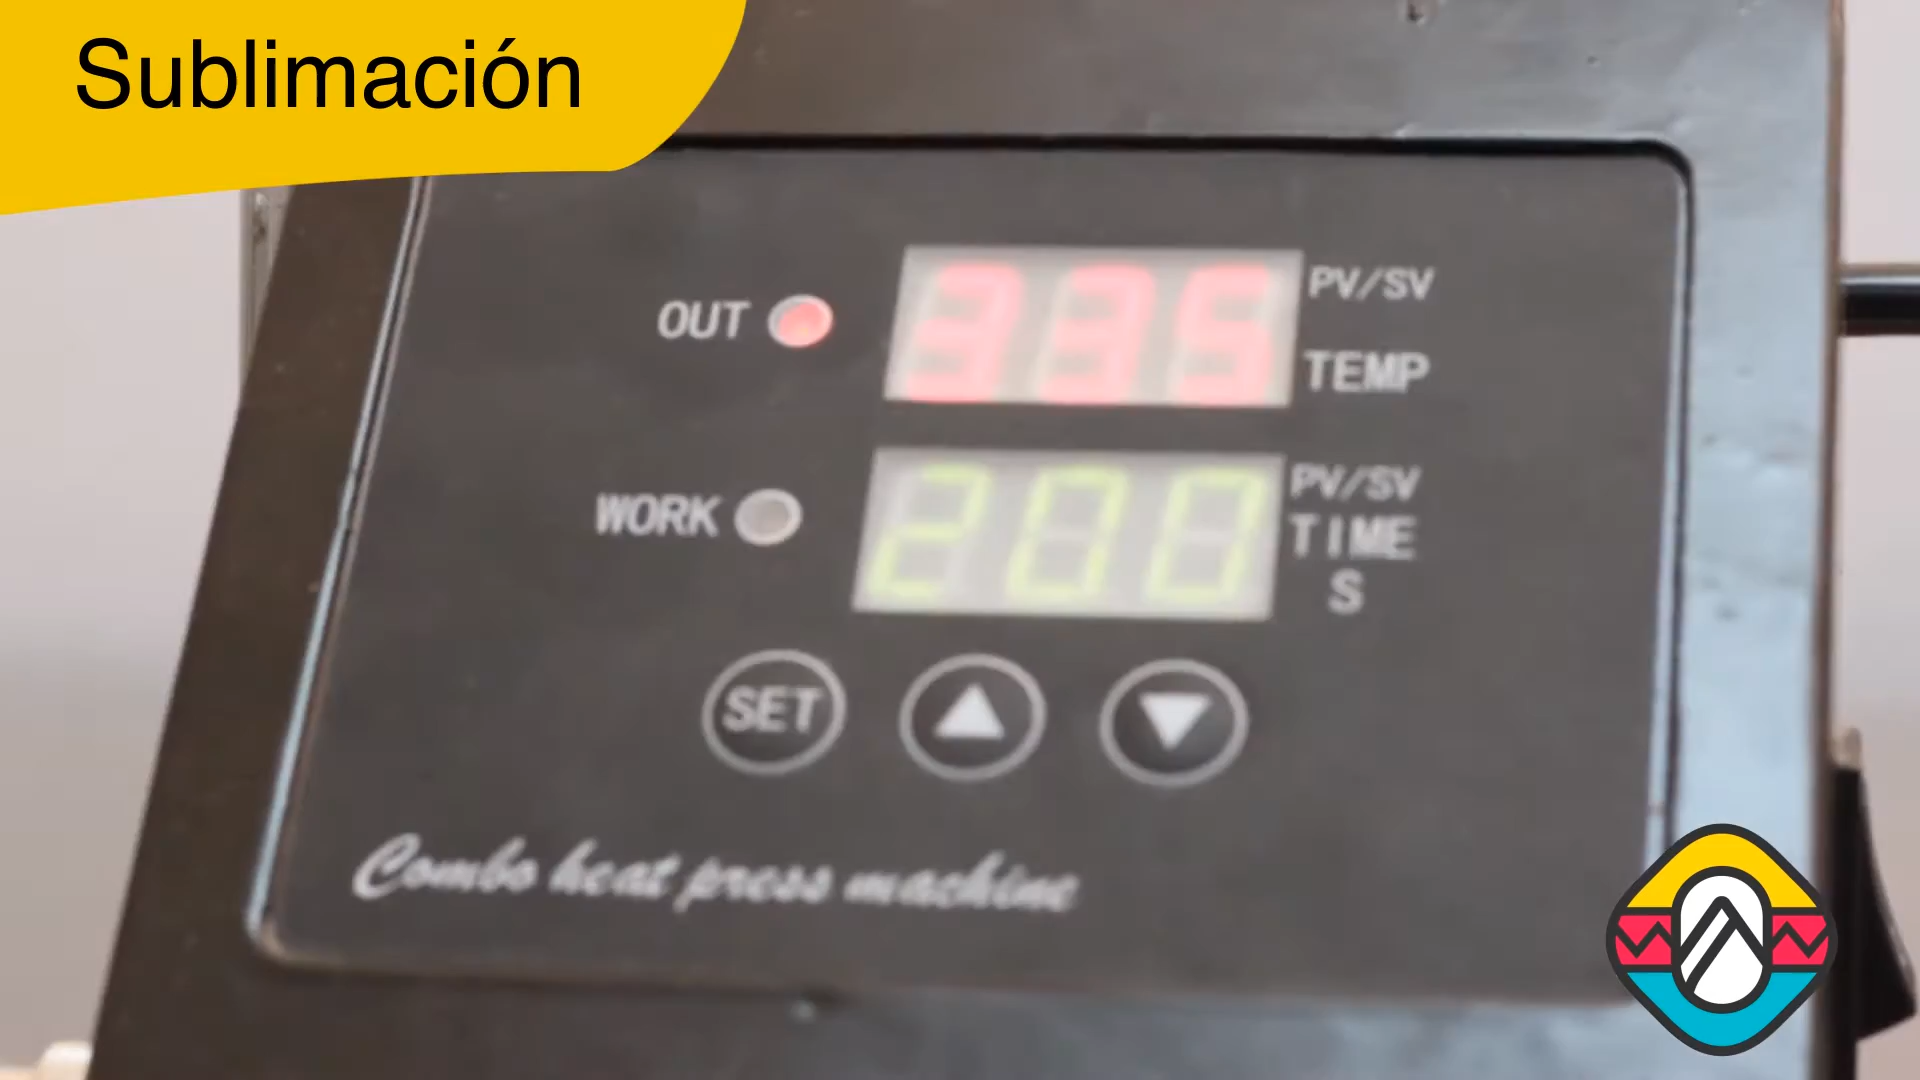 Sublimación
OUT
335
PV/SV
TEMP
WORK
200
PV/SV
TIME
S
SET
Combo heat press machine